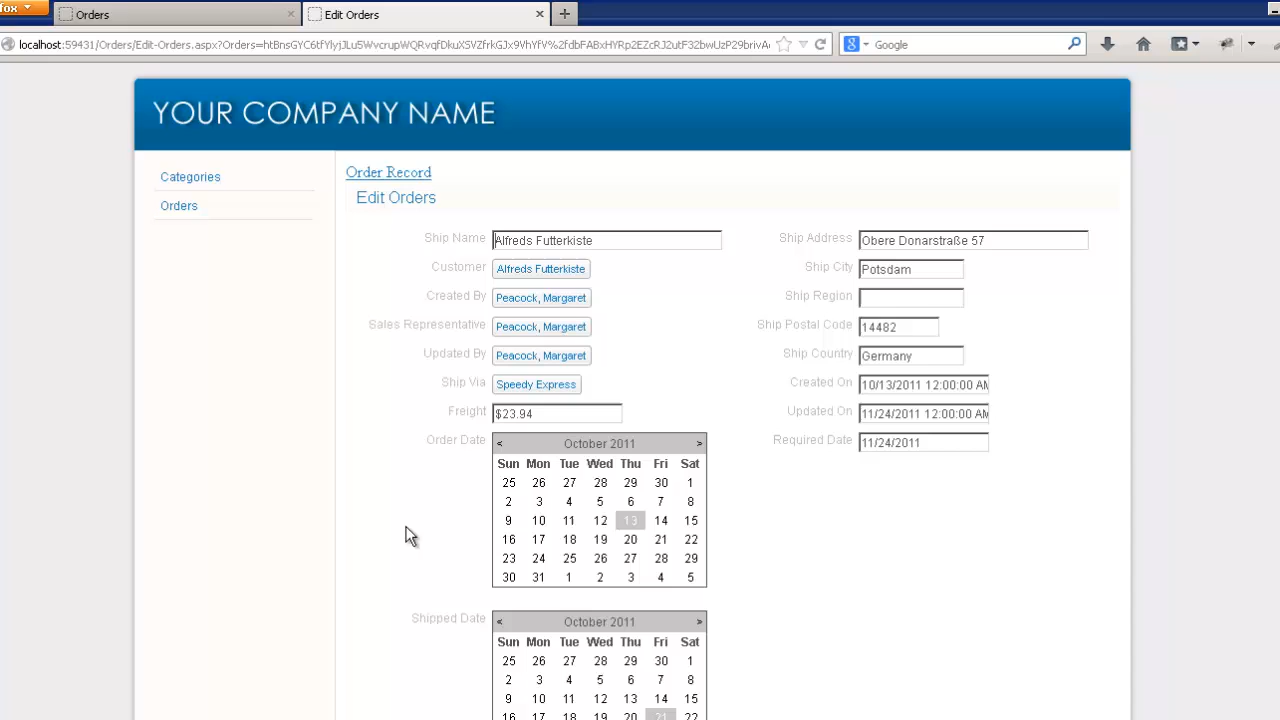 fox
Orders
Edit Orders
localhost:59431/Orders/Edit-Orders.aspx?Orders=
Google
YOUR COMPANY NAME
Categories
Orders
Order Record
Edit Orders
Ship Name Alfreds Futterkiste
Customer Alfreds Futterkiste
Created By Peacock, Margaret
Sales Representative Peacock, Margaret
Updated By Peacock, Margaret
Ship Via Speedy Express
Freight $23.94
Order Date
< October 2011 >
Sun Mon Tue Wed Thu Fri Sat
25 26 27 28 29 30 1
2 3 4 5 6 7 8
9 10 11 12 13 14 15
16 17 18 19 20 21 22
23 24 25 26 27 28 29
30 31 1 2 3 4 5
Shipped Date
< October 2011 >
Sun Mon Tue Wed Thu Fri Sat
25 26 27 28 29 30 1
2 3 4 5 6 7 8
9 10 11 12 13 14 15
16 17 18 19 20 21 22
Ship Address Obere Donarstraße 57
Ship City Potsdam
Ship Region
Ship Postal Code 14482
Ship Country Germany
Created On 10/13/2011 12:00:00 AM
Updated On 11/24/2011 12:00:00 AM
Required Date 11/24/2011